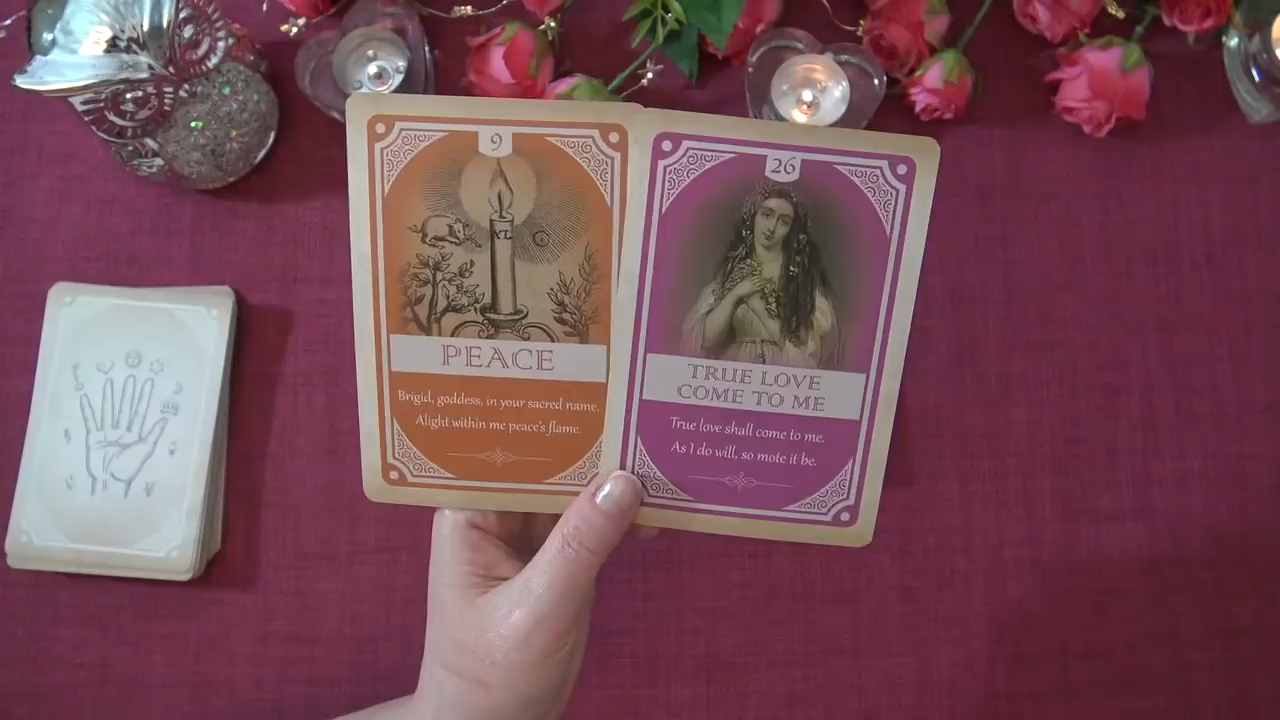 9
PEACE
Brigid, goddess, in your sacred name.
Alight within me peace's flame.
26
TRUE LOVE
COME TO ME
True love shall come to me.
As I do will, so mote it be.